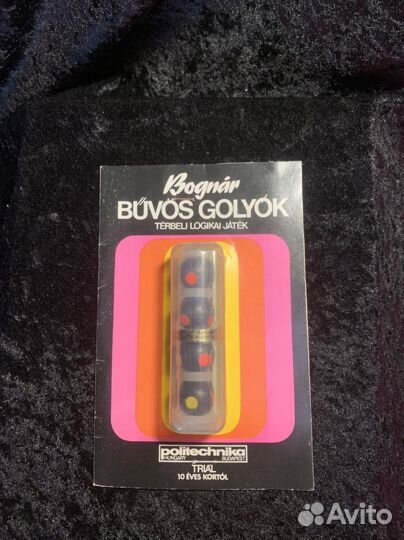 Bognár
BŰVÖS GOLYÓK
TÉRBELI LOGIKAI JÁTÉK
politechnika
HUNGARY BUDAPEST
TRIAL
10 ÉVES KORTÓL
Avito